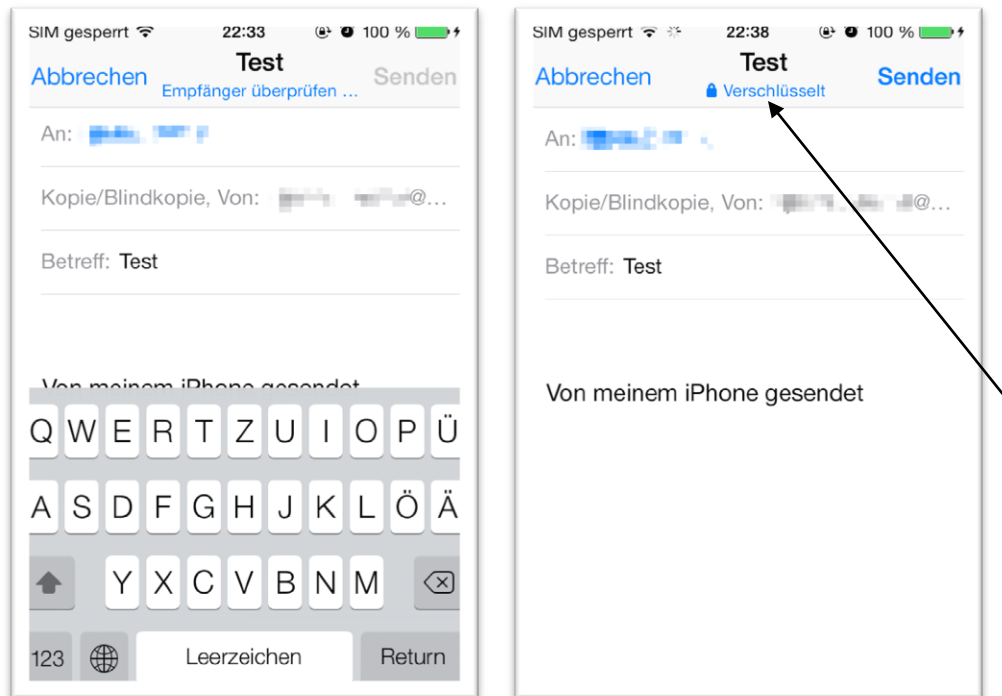 SIM gesperrt 22:33 100 %
Abbrechen Test Senden
Empfänger überprüfen ...
An:
Kopie/Blindkopie, Von: @...
Betreff: Test
Von meinem iPhone gesendet
Q W E R T Z U I O P Ü
A S D F G H J K L Ö Ä
Y X C V B N M
123 Leerzeichen Return
SIM gesperrt 22:38 100 %
Abbrechen Test Senden
Verschlüsselt
An:
Kopie/Blindkopie, Von: @...
Betreff: Test
Von meinem iPhone gesendet